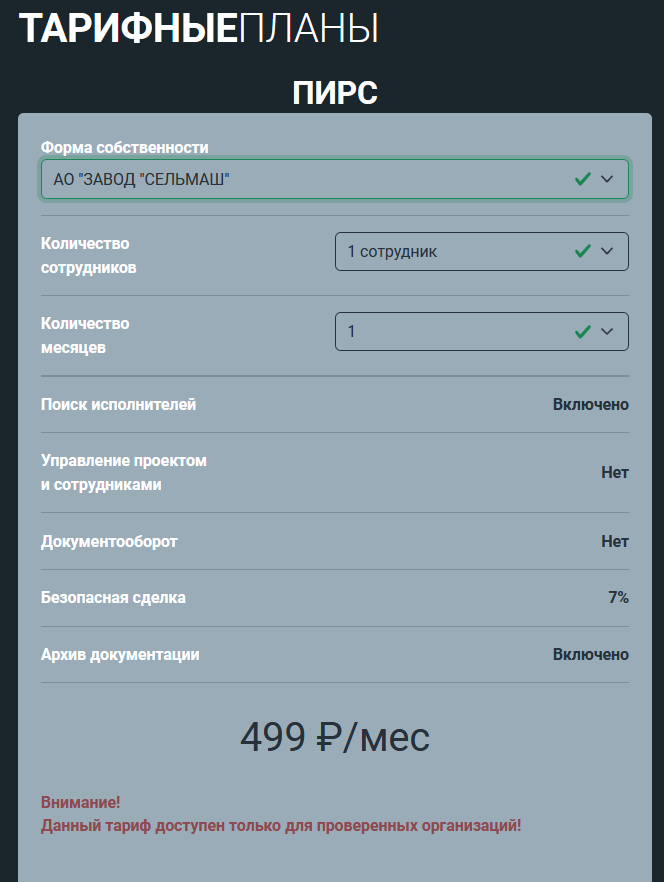 ТАРИФНЫЕПЛАНЫ
ПИРС
Форма собственности
АО "ЗАВОД "СЕЛЬМАШ"
Количество
сотрудников
1 сотрудник
Количество
месяцев
1
Поиск исполнителей Включено
Управление проектом
и сотрудниками
Нет
Документооборот Нет
Безопасная сделка 7%
Архив документации Включено
499 ₽/мес
Внимание!
Данный тариф доступен только для проверенных организаций!